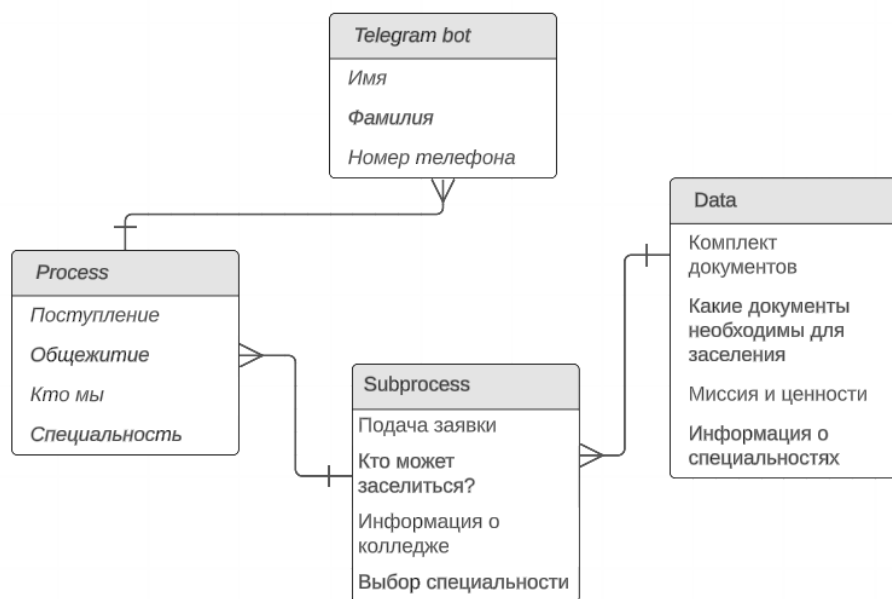 Telegram bot
Имя
Фамилия
Номер телефона
Process
Поступление
Общежитие
Кто мы
Специальность
Subprocess
Подача заявки
Кто может
заселиться?
Информация о
колледже
Выбор специальности
Data
Комплект
документов
Какие документы
необходимы для
заселения
Миссия и ценности
Информация о
специальностях